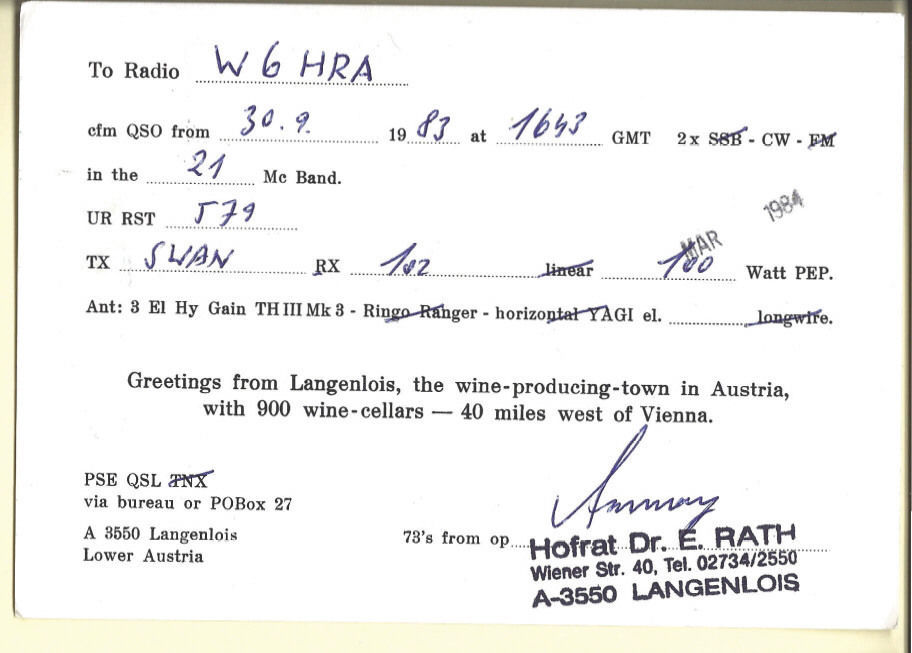 To Radio W6HRA
cfm QSO from 30.9. 1983 at 1643 GMT 2x SSB - CW - FM
in the 21 Mc Band.
UR RST 579
1984
MAR
TX SWAN RX 102 linear 100 Watt PEP.
Ant: 3 El Hy Gain TH III Mk 3 - Ringo Ranger - horizontal YAGI el. longwire.
Greetings from Langenlois, the wine-producing-town in Austria,
with 900 wine-cellars — 40 miles west of Vienna.
PSE QSL TNX
via bureau or POBox 27
A 3550 Langenlois
Lower Austria
73's from op
Hofrat Dr. E. RATH
Wiener Str. 40, Tel. 02734/2550
A-3550 LANGENLOIS